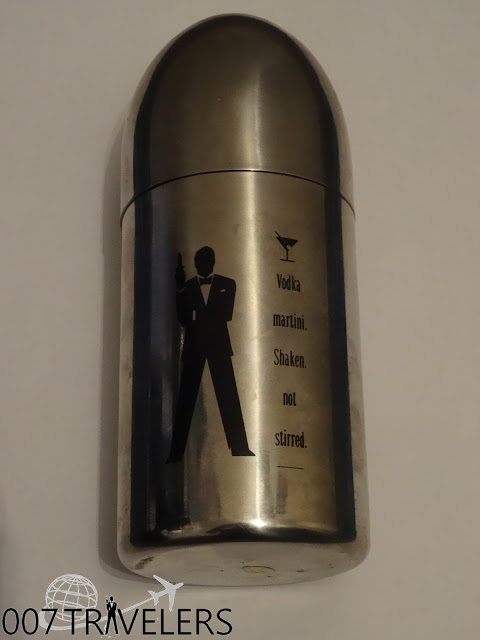 Vodka
martini.
Shaken.
not
stirred.
007 TRAVELERS